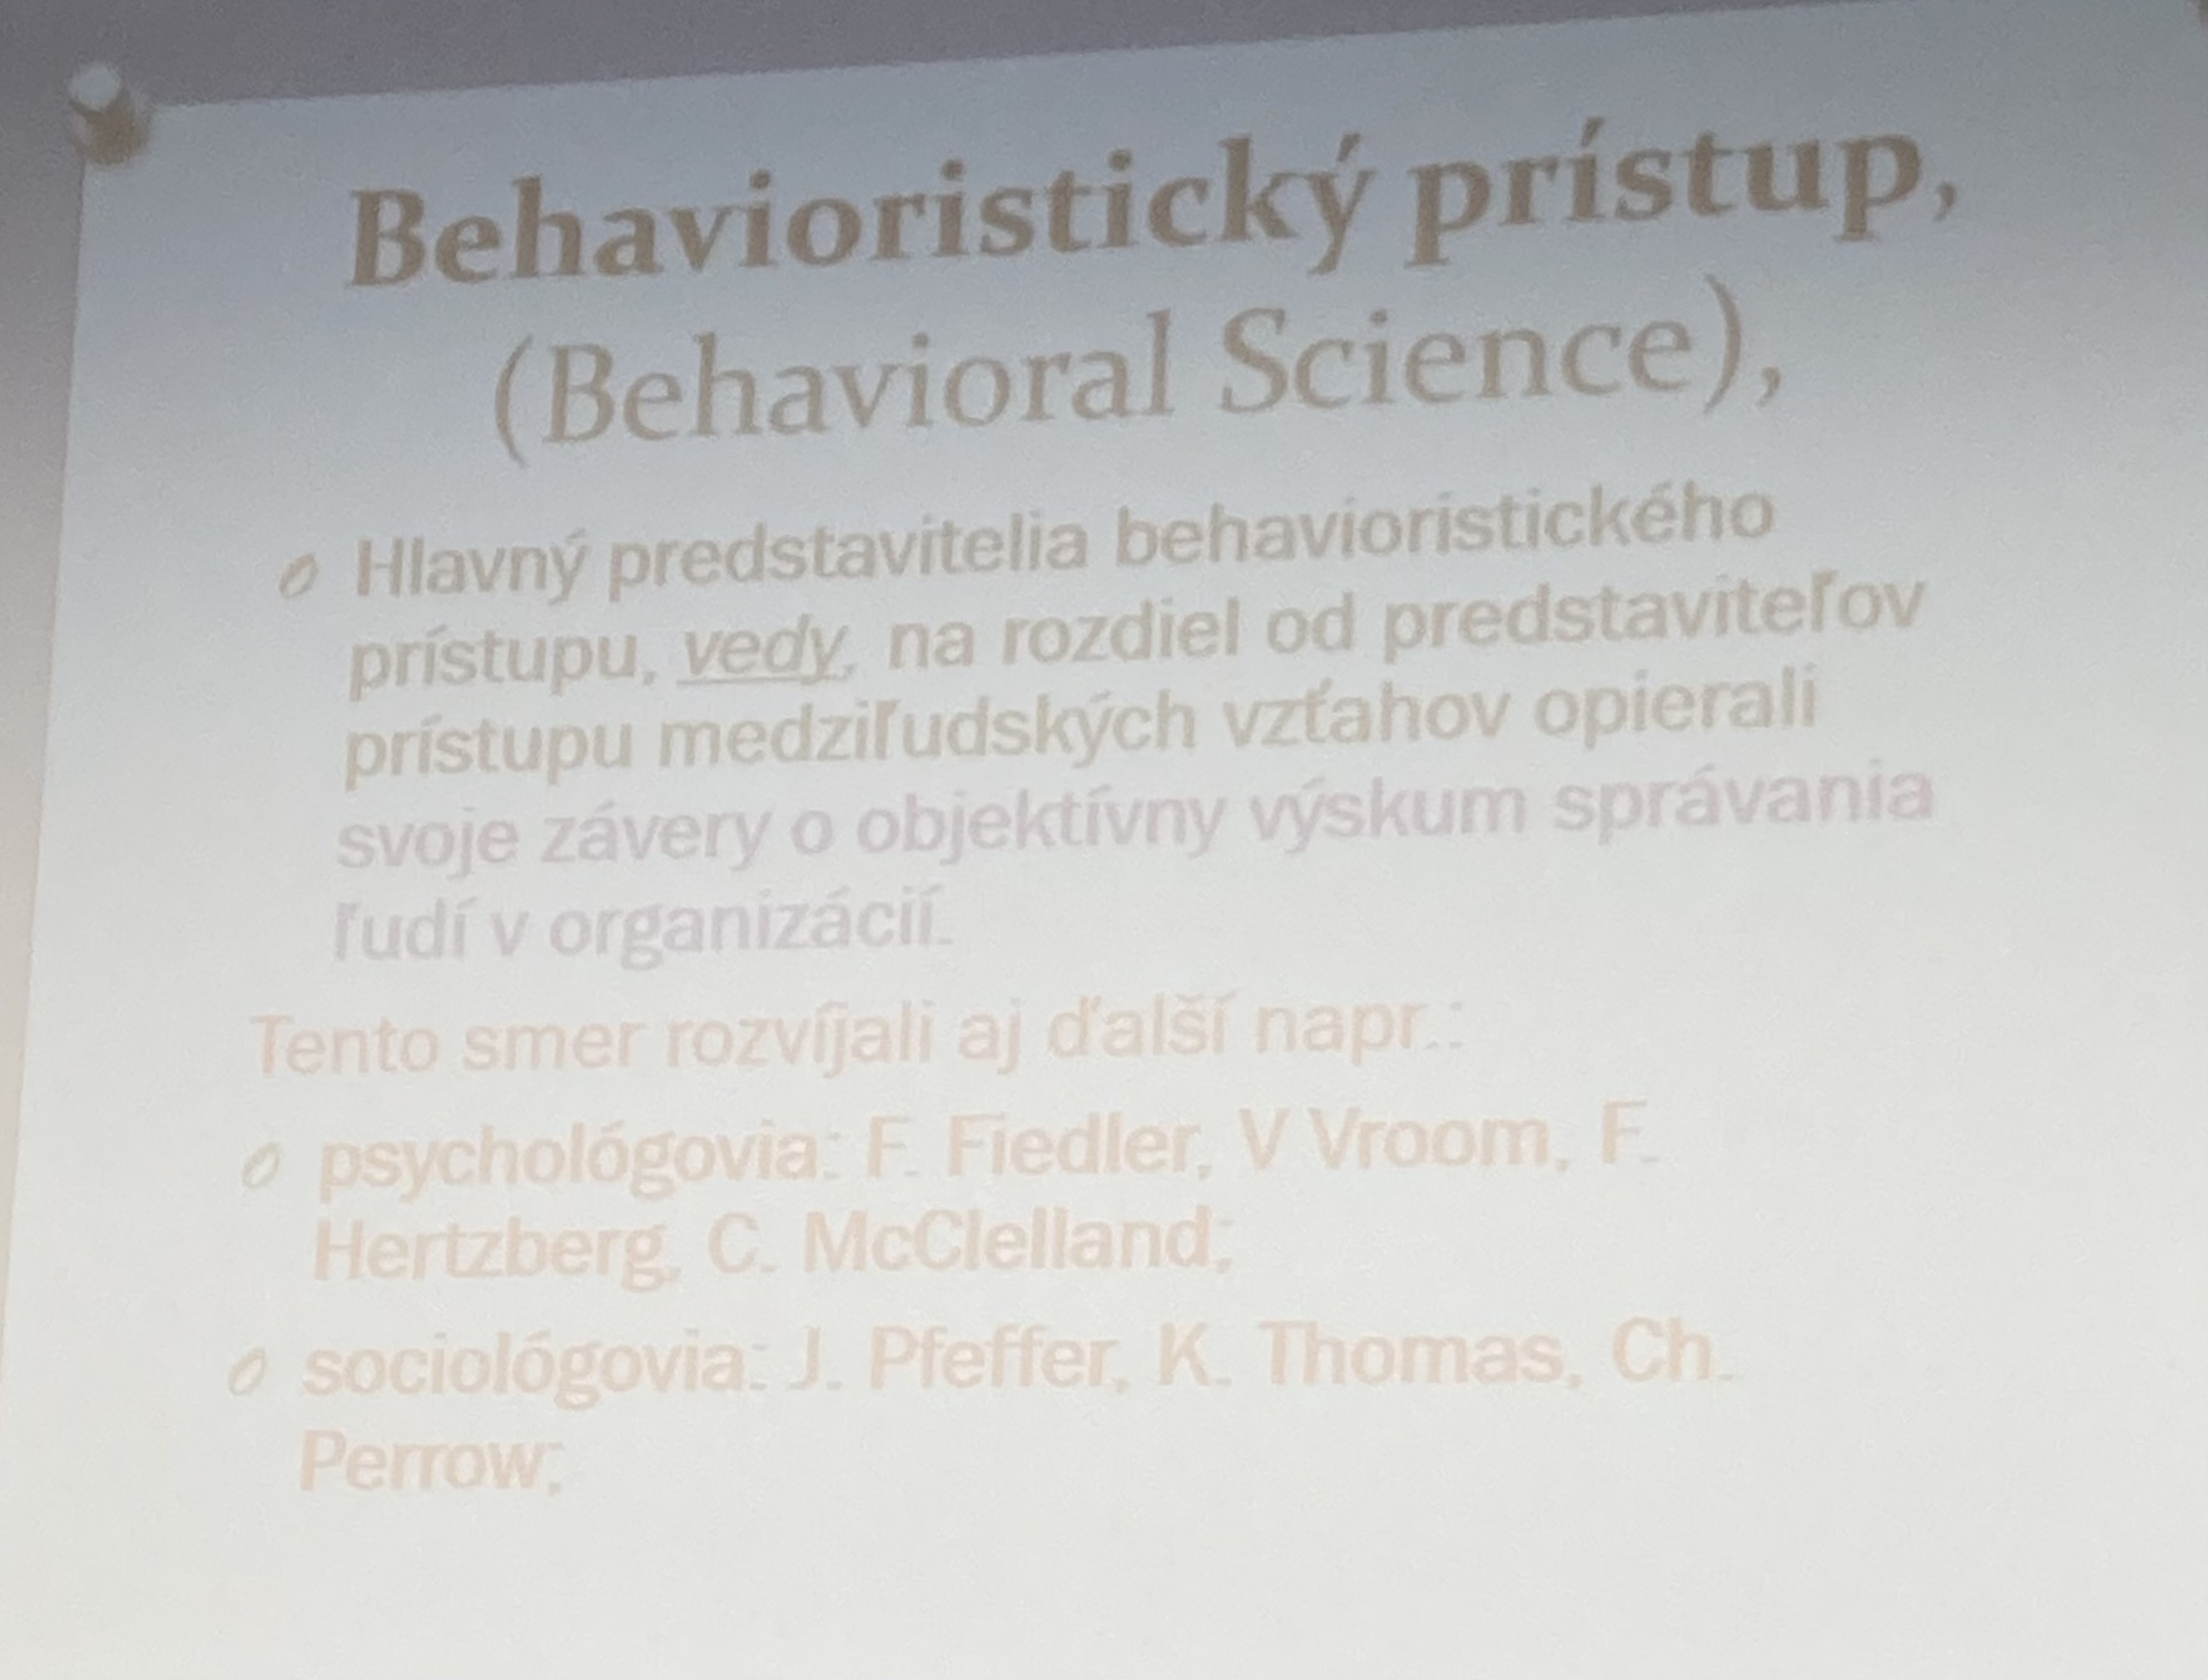 Behavioristický prístup,
(Behavioral Science),
Hlavný predstavitelia behavioristického
prístupu, vedy, na rozdiel od predstaviteľov
prístupu medziľudských vzťahov opierali
svoje závery o objektívny výskum správania
ľudí v organizácií.
Tento smer rozvíjali aj ďalší napr.:
psychológovia: F. Fiedler, V Vroom, F.
Hertzberg, C. McClelland;
sociológovia: J. Pfeffer, K. Thomas, Ch.
Perrow;